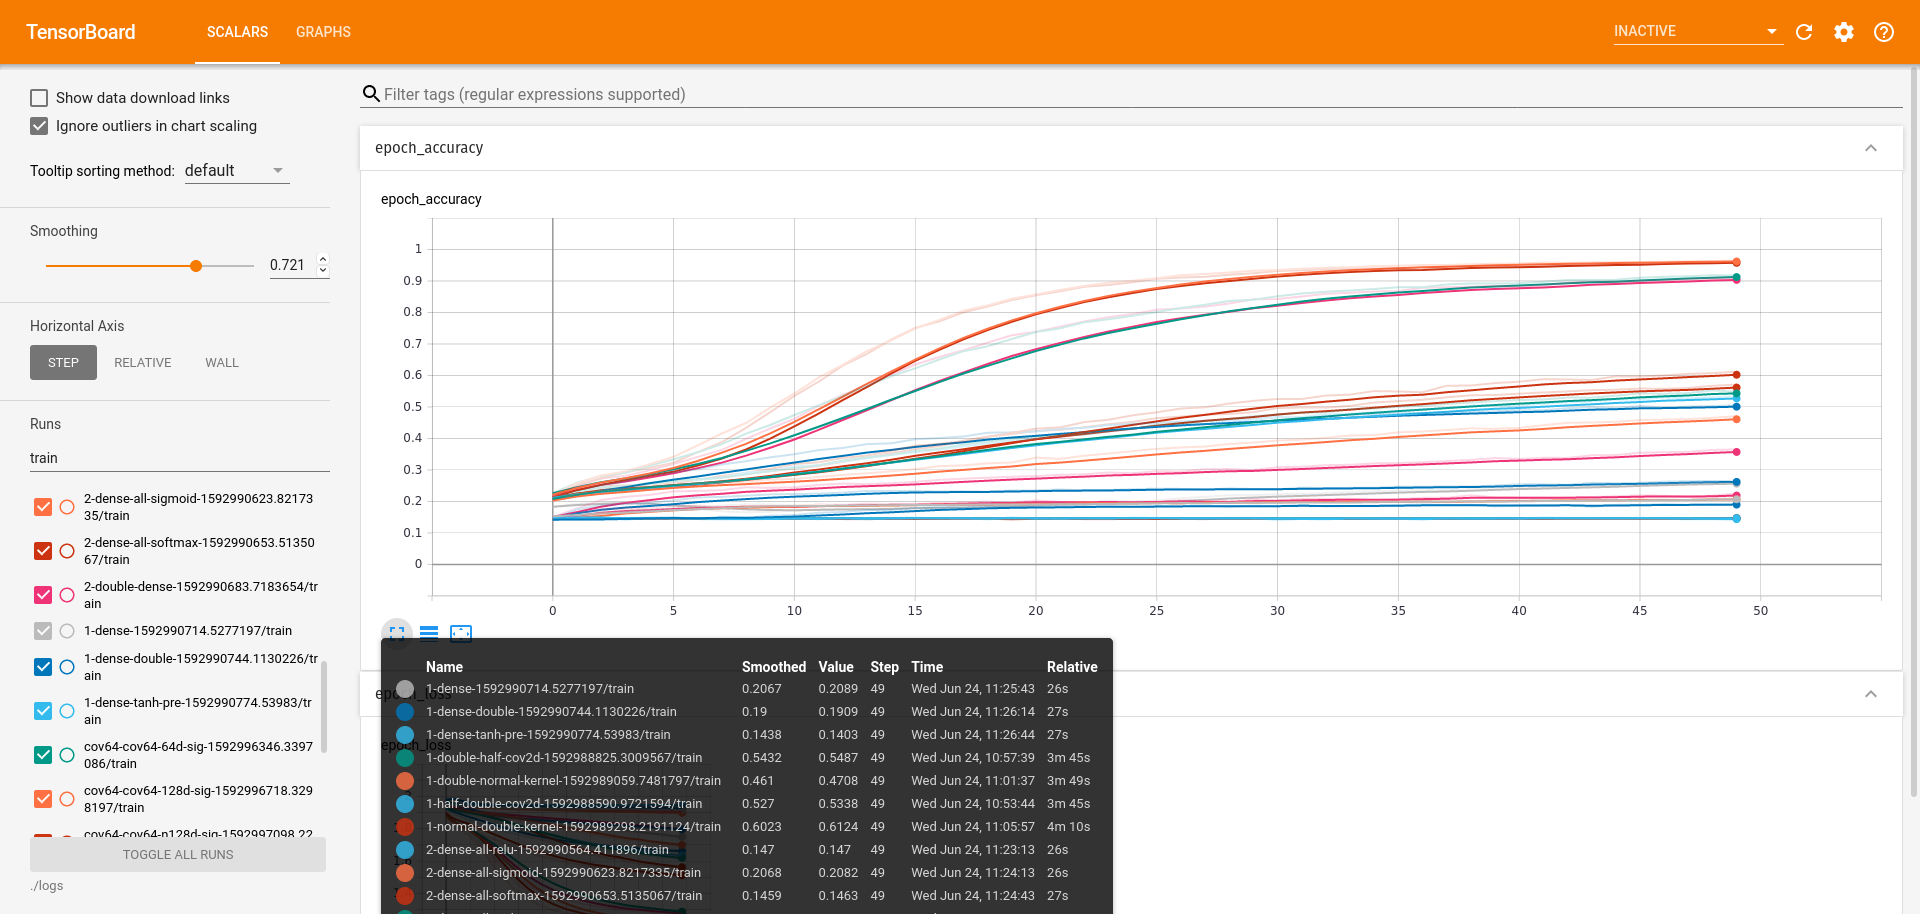 TensorBoard
SCALARS
GRAPHS
INACTIVE
Show data download links
Ignore outliers in chart scaling
Tooltip sorting method: default
Smoothing
0.721
Horizontal Axis
STEP
RELATIVE
WALL
Runs
train
2-dense-all-sigmoid-1592990623.82173
35/train
2-dense-all-softmax-1592990653.51350
67/train
2-double-dense-1592990683.7183654/tr
ain
1-dense-1592990714.5277197/train
1-dense-double-1592990744.1130226/tr
ain
1-dense-tanh-pre-1592990774.53983/tr
ain
cov64-cov64-64d-sig-1592996346.3397
086/train
cov64-cov64-128d-sig-1592996718.329
8197/train
cov64-cov64-n128d-sig-1592997098.22
TOGGLE ALL RUNS
./logs
Filter tags (regular expressions supported)
epoch_accuracy
epoch_accuracy
1
0.9
0.8
0.7
0.6
0.5
0.4
0.3
0.2
0.1
0
0 5 10 15 20 25 30 35 40 45 50
epoch_loss
epoch_loss
Name Smoothed Value Step Time Relative
1-dense-1592990714.5277197/train 0.2067 0.2089 49 Wed Jun 24, 11:25:43 26s
1-dense-double-1592990744.1130226/train 0.19 0.1909 49 Wed Jun 24, 11:26:14 27s
1-dense-tanh-pre-1592990774.53983/train 0.1438 0.1403 49 Wed Jun 24, 11:26:44 27s
1-double-half-cov2d-1592988825.3009567/train 0.5432 0.5487 49 Wed Jun 24, 10:57:39 3m 45s
1-double-normal-kernel-1592989059.7481797/train 0.461 0.4708 49 Wed Jun 24, 11:01:37 3m 49s
1-half-double-cov2d-1592988590.9721594/train 0.527 0.5338 49 Wed Jun 24, 10:53:44 3m 45s
1-normal-double-kernel-1592989298.2191124/train 0.6023 0.6124 49 Wed Jun 24, 11:05:57 4m 10s
2-dense-all-relu-1592990564.411896/train 0.147 0.147 49 Wed Jun 24, 11:23:13 26s
2-dense-all-sigmoid-1592990623.8217335/train 0.2068 0.2082 49 Wed Jun 24, 11:24:13 26s
2-dense-all-softmax-1592990653.5135067/train 0.1459 0.1463 49 Wed Jun 24, 11:24:43 27s